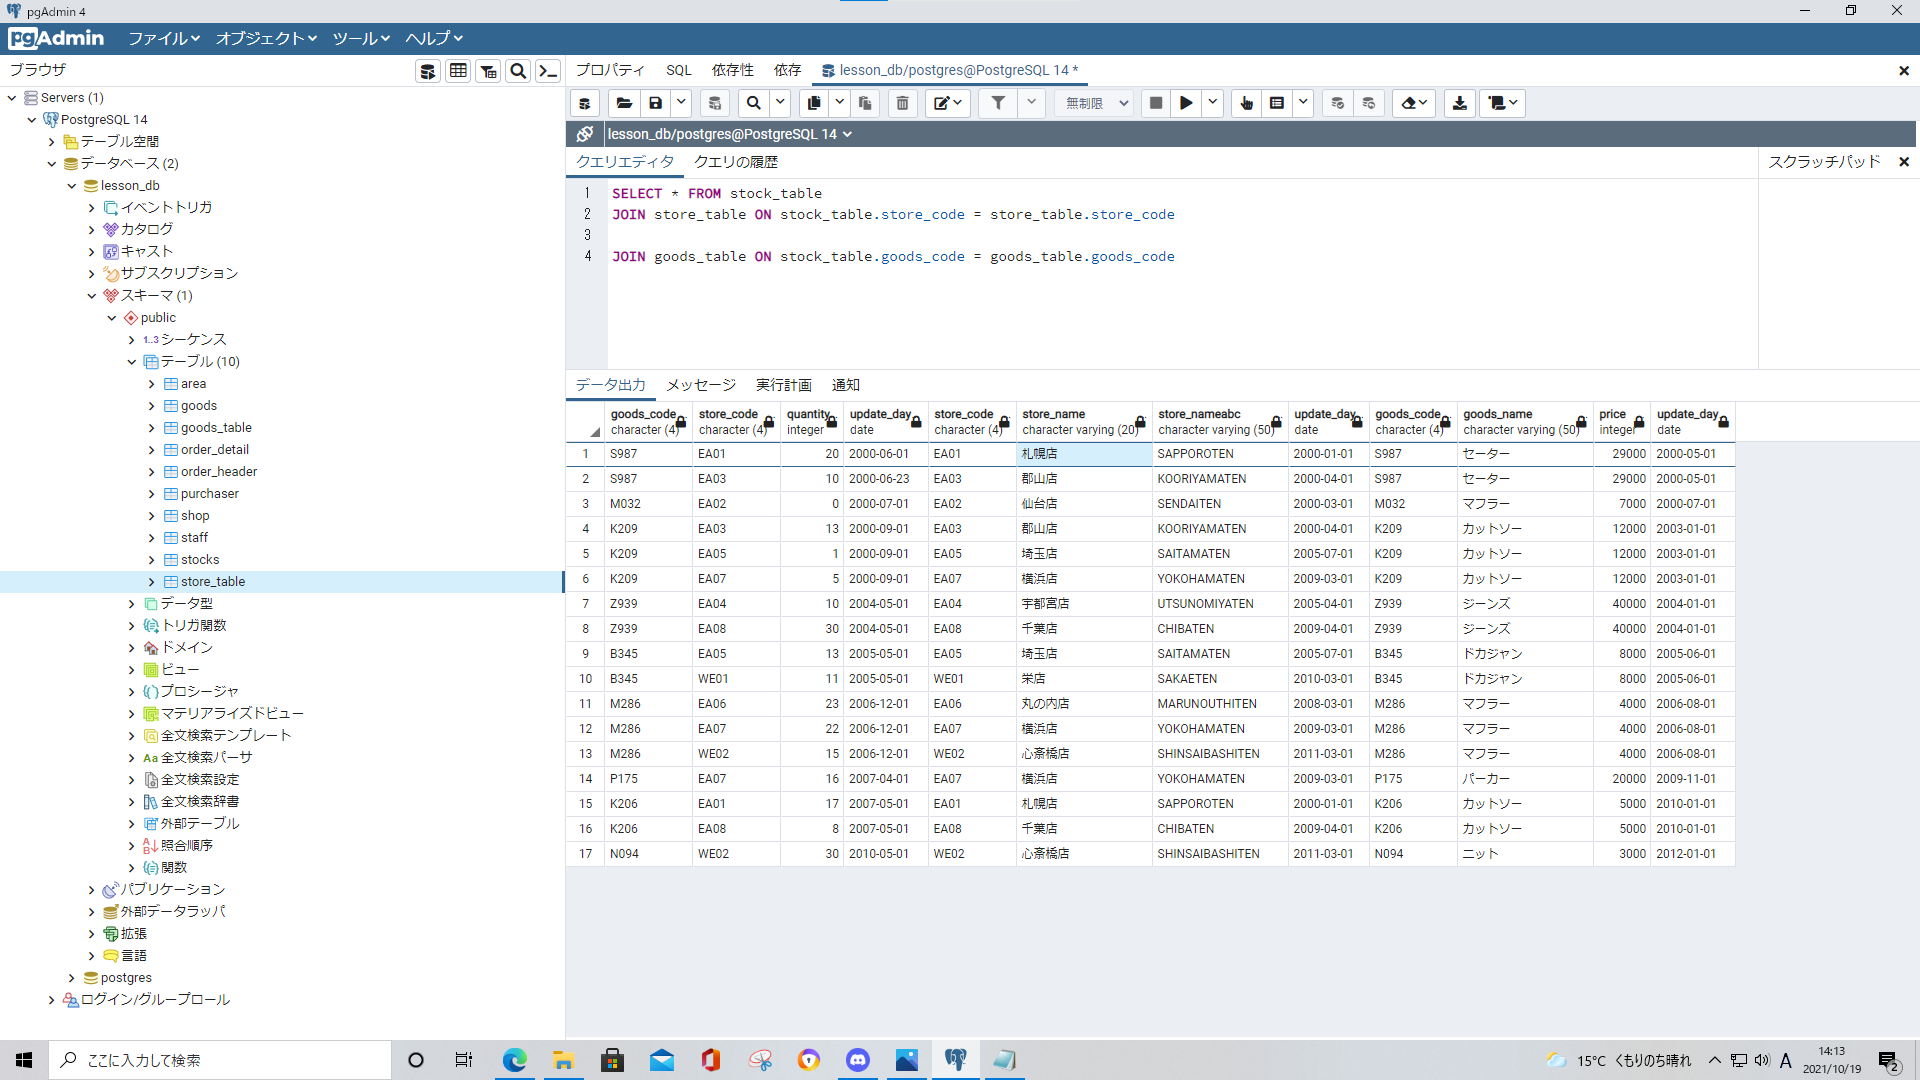 pgAdmin 4
pgAdmin ファイル オブジェクト ツール ヘルプ
ブラウザ
プロパティ SQL 依存性 依存 lesson_db/postgres@PostgreSQL 14 *
無制限
lesson_db/postgres@PostgreSQL 14
クエリエディタ クエリの履歴
スクラッチパッド
Servers (1)
PostgreSQL 14
テーブル空間
データベース (2)
lesson_db
イベントトリガ
カタログ
キャスト
サブスクリプション
スキーマ (1)
public
1..3 シーケンス
テーブル (10)
area
goods
goods_table
order_detail
order_header
purchaser
shop
staff
stocks
store_table
データ型
トリガ関数
ドメイン
ビュー
プロシージャ
マテリアライズドビュー
全文検索テンプレート
Aa 全文検索パーサ
全文検索設定
全文検索辞書
外部テーブル
照合順序
関数
パブリケーション
外部データラッパ
拡張
言語
postgres
ログイン/グループロール
1 SELECT * FROM stock_table
2 JOIN store_table ON stock_table.store_code = store_table.store_code
3
4 JOIN goods_table ON stock_table.goods_code = goods_table.goods_code
データ出力 メッセージ 実行計画 通知
goods_code store_code quantity update_day store_code store_name store_nameabc update_day goods_code goods_name price update_day
character (4) character (4) integer date character (4) character varying (20) character varying (50) date character (4) character varying (50) integer date
1 S987 EA01 20 2000-06-01 EA01 札幌店 SAPPOROTEN 2000-01-01 S987 セーター 29000 2000-05-01
2 S987 EA03 10 2000-06-23 EA03 郡山店 KOORIYAMATEN 2000-04-01 S987 セーター 29000 2000-05-01
3 M032 EA02 0 2000-07-01 EA02 仙台店 SENDAITEN 2000-03-01 M032 マフラー 7000 2000-07-01
4 K209 EA03 13 2000-09-01 EA03 郡山店 KOORIYAMATEN 2000-04-01 K209 カットソー 12000 2003-01-01
5 K209 EA05 1 2000-09-01 EA05 埼玉店 SAITAMATEN 2005-07-01 K209 カットソー 12000 2003-01-01
6 K209 EA07 5 2000-09-01 EA07 横浜店 YOKOHAMATEN 2009-03-01 K209 カットソー 12000 2003-01-01
7 Z939 EA04 10 2004-05-01 EA04 宇都宮店 UTSUNOMIYATEN 2005-04-01 Z939 ジーンズ 40000 2004-01-01
8 Z939 EA08 30 2004-05-01 EA08 千葉店 CHIBATEN 2009-04-01 Z939 ジーンズ 40000 2004-01-01
9 B345 EA05 13 2005-05-01 EA05 埼玉店 SAITAMATEN 2005-07-01 B345 ドカジャン 8000 2005-06-01
10 B345 WE01 11 2005-05-01 WE01 栄店 SAKAETEN 2010-03-01 B345 ドカジャン 8000 2005-06-01
11 M286 EA06 23 2006-12-01 EA06 丸の内店 MARUNOUTHITEN 2008-03-01 M286 マフラー 4000 2006-08-01
12 M286 EA07 22 2006-12-01 EA07 横浜店 YOKOHAMATEN 2009-03-01 M286 マフラー 4000 2006-08-01
13 M286 WE02 15 2006-12-01 WE02 心斎橋店 SHINSAIBASHITEN 2011-03-01 M286 マフラー 4000 2006-08-01
14 P175 EA07 16 2007-04-01 EA07 横浜店 YOKOHAMATEN 2009-03-01 P175 パーカー 20000 2009-11-01
15 K206 EA01 17 2007-05-01 EA01 札幌店 SAPPOROTEN 2000-01-01 K206 カットソー 5000 2010-01-01
16 K206 EA08 8 2007-05-01 EA08 千葉店 CHIBATEN 2009-04-01 K206 カットソー 5000 2010-01-01
17 N094 WE02 30 2010-05-01 WE02 心斎橋店 SHINSAIBASHITEN 2011-03-01 N094 ニット 3000 2012-01-01
ここに入力して検索
15°C くもりのち晴れ A 14:13
2021/10/19
2